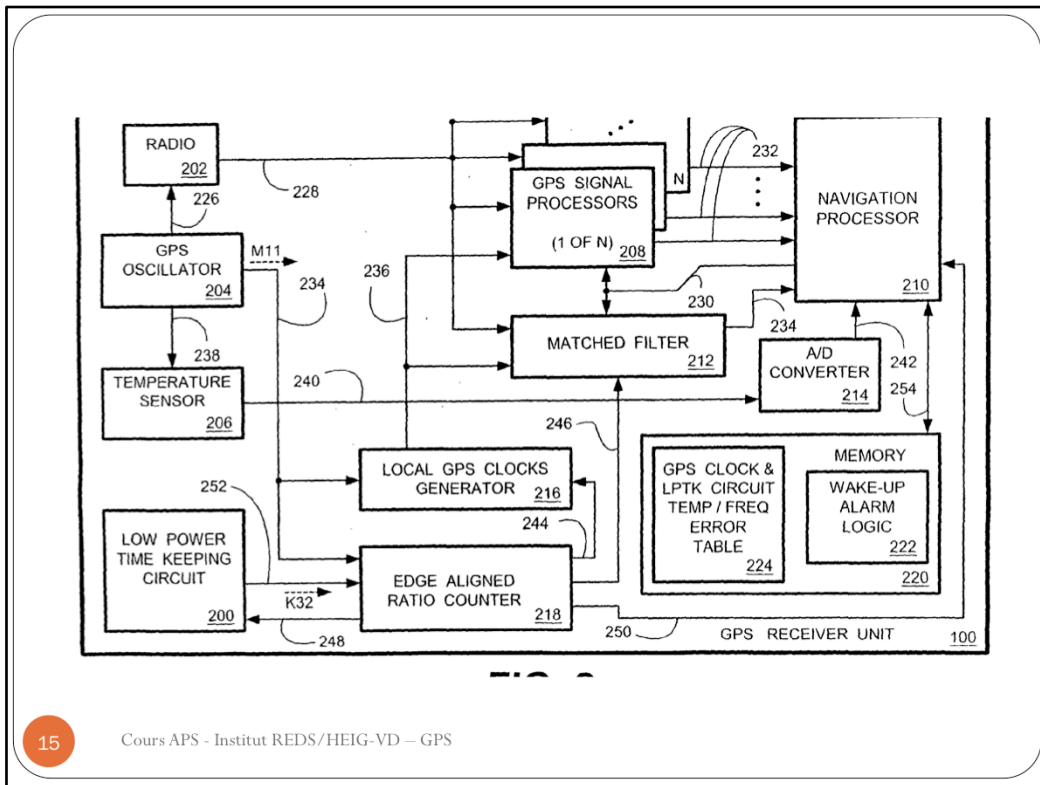 RADIO
202
226
228
GPS
OSCILLATOR
204
M11
234
236
238
TEMPERATURE
SENSOR
206
240
N
GPS SIGNAL
PROCESSORS
(1 OF N)
208
232
NAVIGATION
PROCESSOR
210
230
234
MATCHED FILTER
212
A/D
CONVERTER
214
242
254
246
LOCAL GPS CLOCKS
GENERATOR
216
244
252
LOW POWER
TIME KEEPING
CIRCUIT
200
K32
248
EDGE ALIGNED
RATIO COUNTER
218
250
MEMORY
GPS CLOCK &
LPTK CIRCUIT
TEMP / FREQ
ERROR
TABLE
224
WAKE-UP
ALARM
LOGIC
222
220
GPS RECEIVER UNIT
100
15
Cours APS - Institut REDS/HEIG-VD – GPS